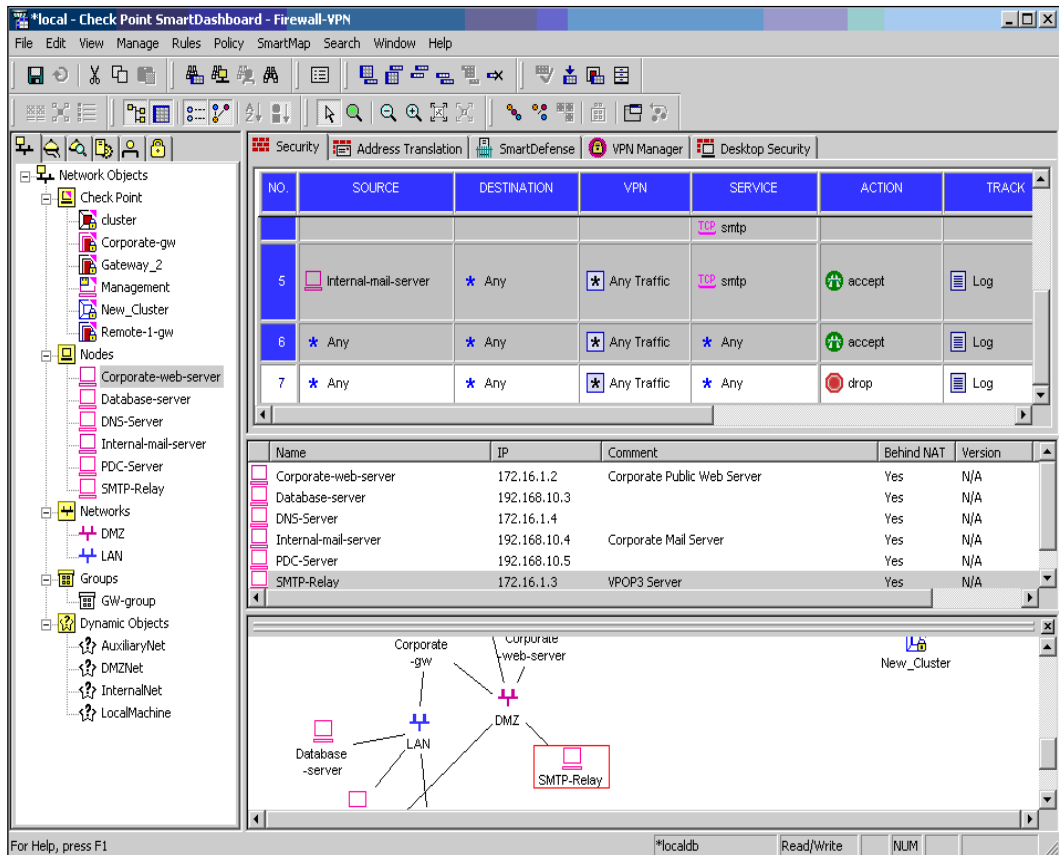 *local - Check Point SmartDashboard - Firewall-VPN
File Edit View Manage Rules Policy SmartMap Search Window Help
Security Address Translation SmartDefense VPN Manager Desktop Security
Network Objects
Check Point
cluster
Corporate-gw
Gateway_2
Management
New_Cluster
Remote-1-gw
Nodes
Corporate-web-server
Database-server
DNS-Server
Internal-mail-server
PDC-Server
SMTP-Relay
Networks
DMZ
LAN
Groups
GW-group
Dynamic Objects
AuxiliaryNet
DMZNet
InternalNet
LocalMachine
NO. SOURCE DESTINATION VPN SERVICE ACTION TRACK
TCP smtp
5 Internal-mail-server * Any * Any Traffic TCP smtp accept Log
6 * Any * Any * Any Traffic * Any accept Log
7 * Any * Any * Any Traffic * Any drop Log
Name IP Comment Behind NAT Version
Corporate-web-server 172.16.1.2 Corporate Public Web Server Yes N/A
Database-server 192.168.10.3 Yes N/A
DNS-Server 172.16.1.4 Yes N/A
Internal-mail-server 192.168.10.4 Corporate Mail Server Yes N/A
PDC-Server 192.168.10.5 Yes N/A
SMTP-Relay 172.16.1.3 VPOP3 Server Yes N/A
Corporate
-gw
Corporate
-web-server
New_Cluster
DMZ
LAN
Database
-server
SMTP-Relay
For Help, press F1 *localdb Read/Write NUM